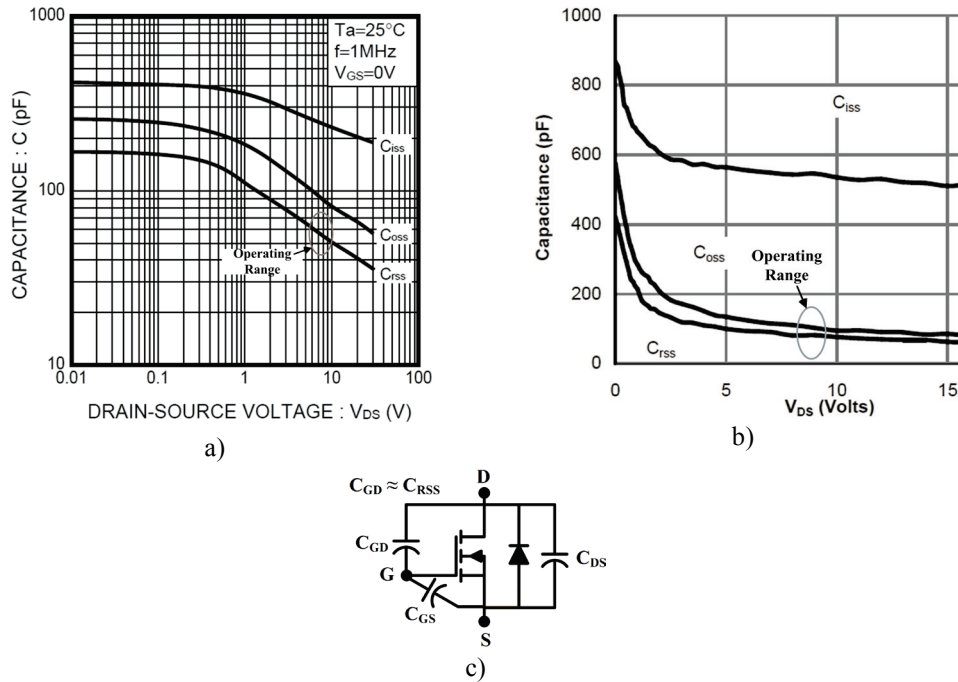 1000
100
10
CAPACITANCE : C (pF)
Ta=25°C
f=1MHz
VGS=0V
Ciss
Coss
Crss
Operating
Range
0.01
0.1
1
10
100
DRAIN-SOURCE VOLTAGE : VDS (V)
a)
1000
800
600
400
200
0
Capacitance (pF)
Ciss
Coss
Operating
Range
Crss
0
5
10
15
VDS (Volts)
b)
CGD ≈ CRSS
D
CGD
G
CGS
CDS
S
c)